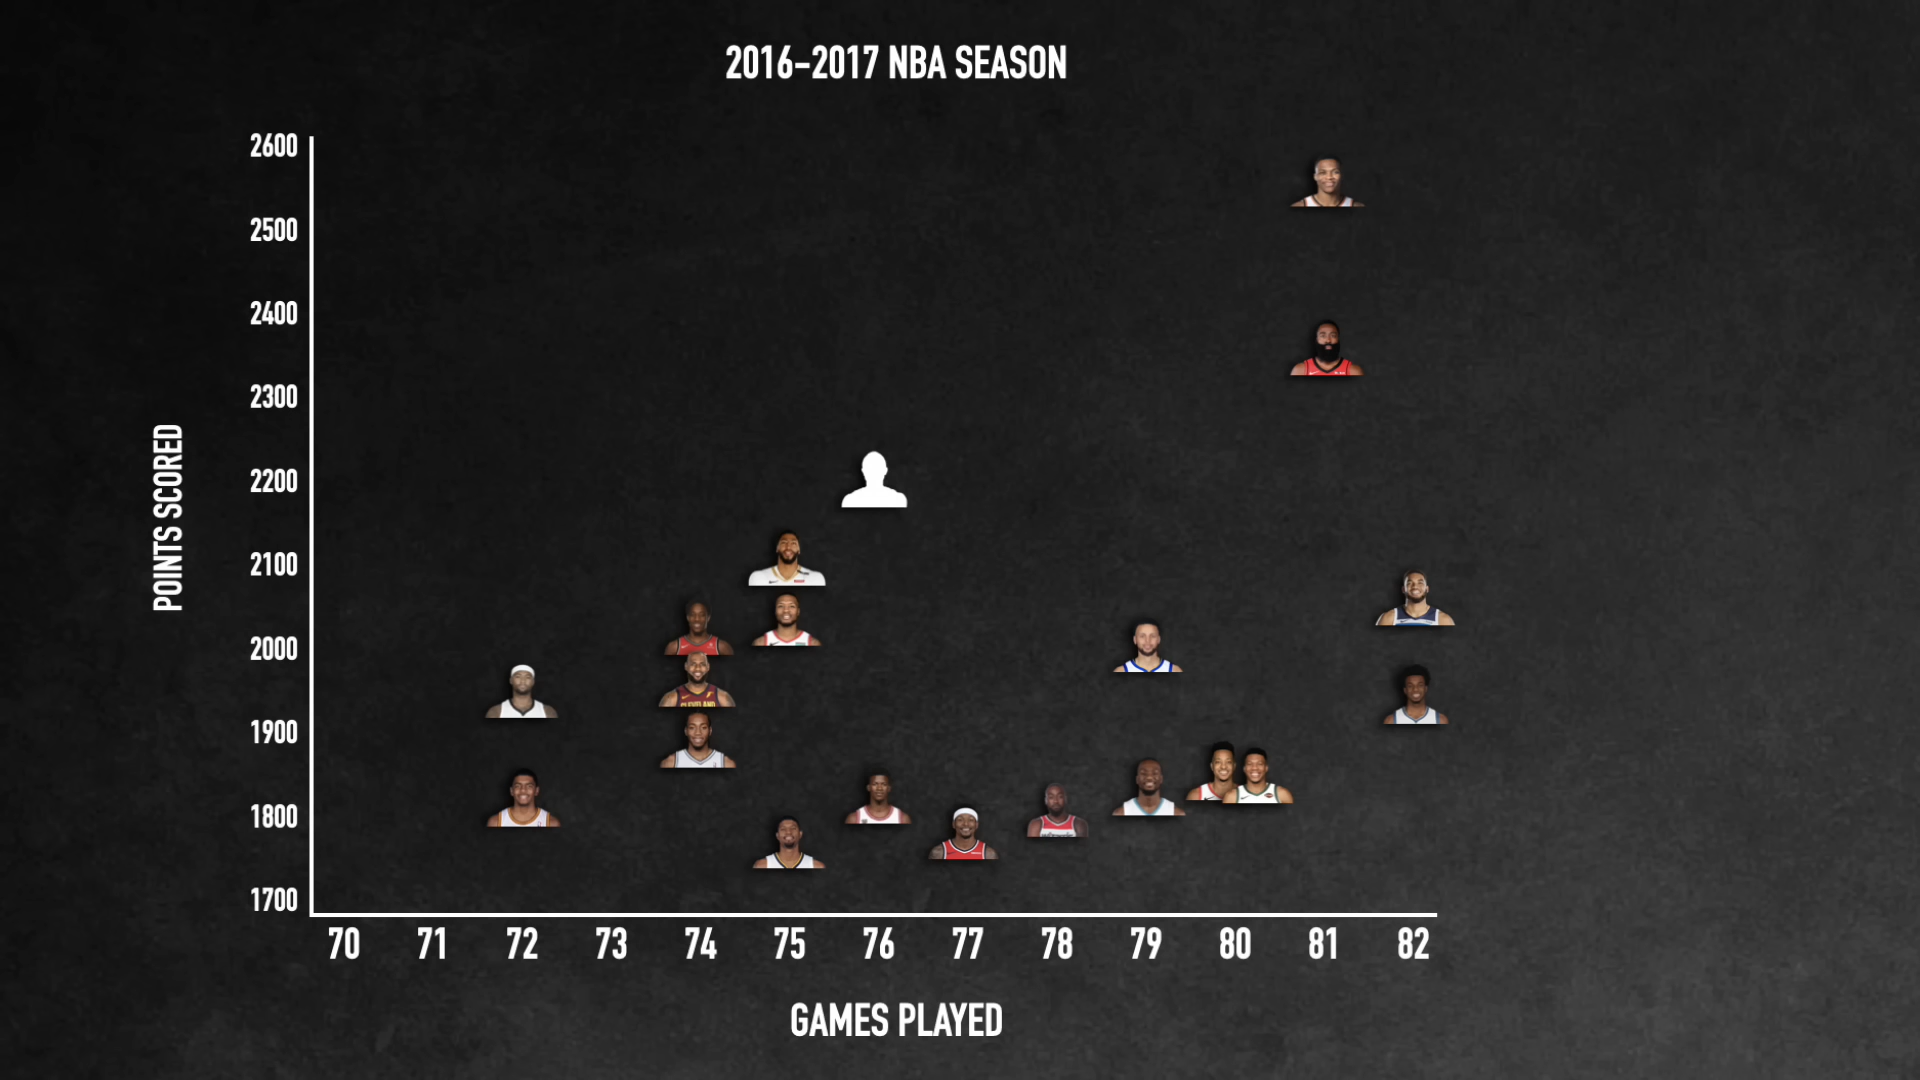 2016-2017 NBA SEASON
2600
2500
2400
2300
2200
2100
2000
1900
1800
1700
POINTS SCORED
70 71 72 73 74 75 76 77 78 79 80 81 82
GAMES PLAYED
CLEVELAND